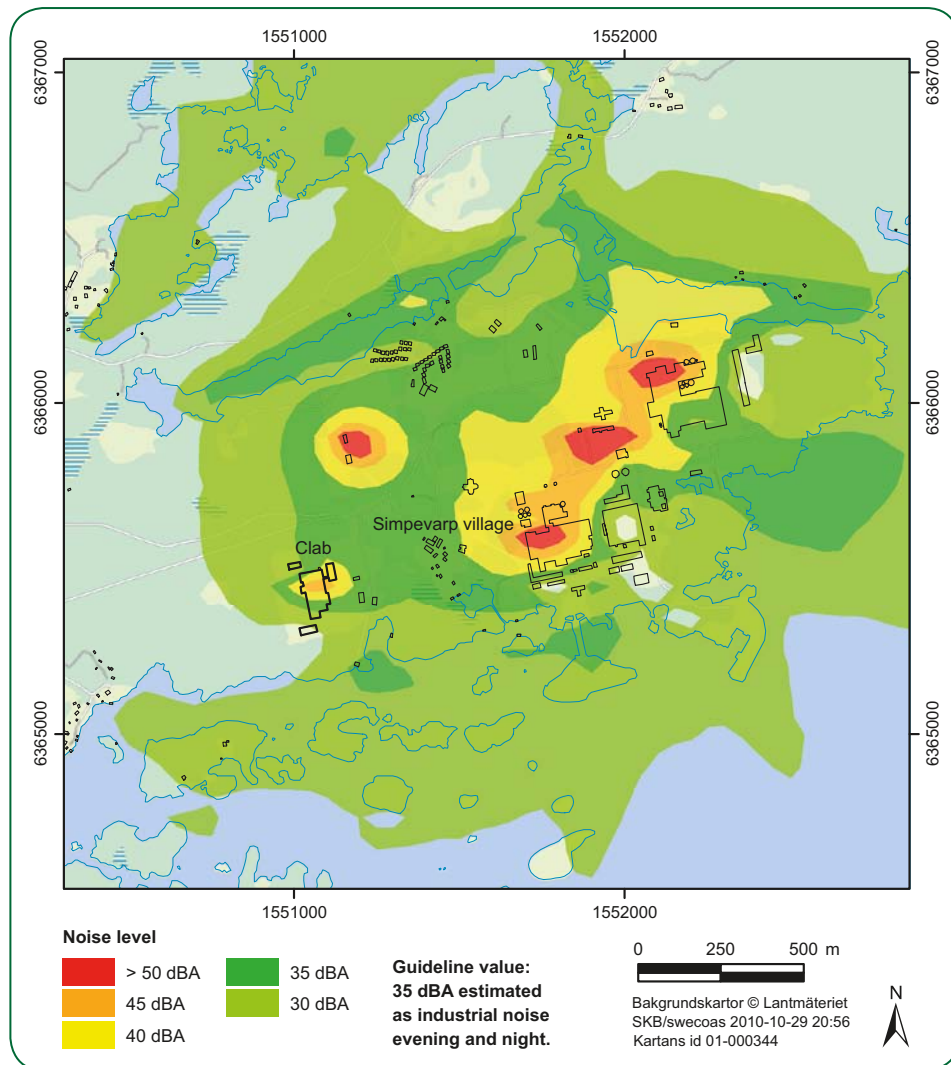 1551000 1552000
6367000 6367000
6366000 6366000
Simpevarp village
Clab
6365000 6365000
1551000 1552000
Noise level
> 50 dBA
45 dBA
40 dBA
35 dBA
30 dBA
Guideline value:
35 dBA estimated
as industrial noise
evening and night.
0 250 500 m
Bakgrundskartor © Lantmäteriet
SKB/swecoas 2010-10-29 20:56
Kartans id 01-000344
N